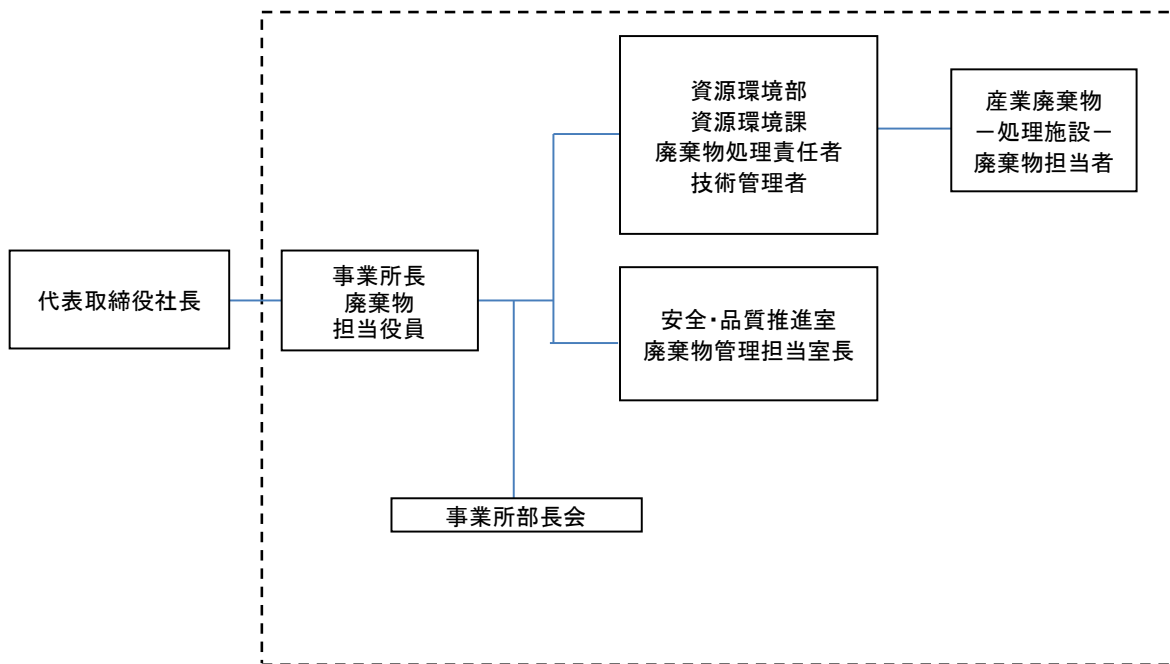 代表取締役社長
事業所長
廃棄物
担当役員
資源環境部
資源環境課
廃棄物処理責任者
技術管理者
産業廃棄物
－処理施設－
廃棄物担当者
安全・品質推進室
廃棄物管理担当室長
事業所部長会